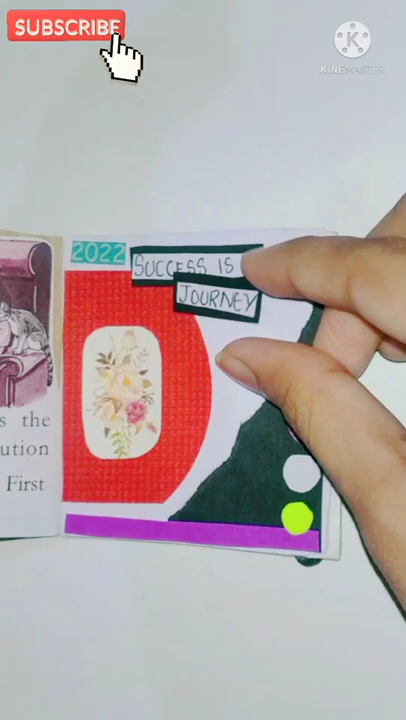 SUBSCRIBE
KINEMASTER
2022
SUCCESS IS
JOURNEY
s the
ution
First